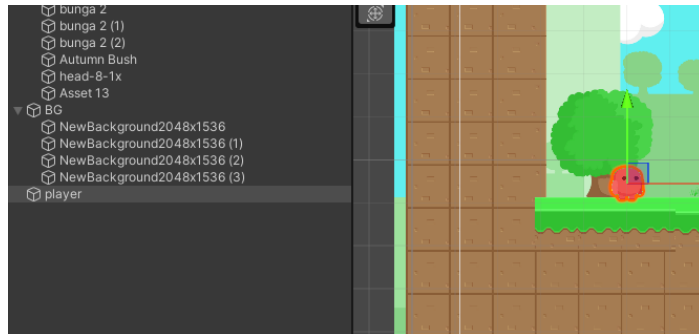 bunga 2
bunga 2 (1)
bunga 2 (2)
Autumn Bush
head-8-1x
Asset 13
BG
NewBackground2048x1536
NewBackground2048x1536 (1)
NewBackground2048x1536 (2)
NewBackground2048x1536 (3)
player